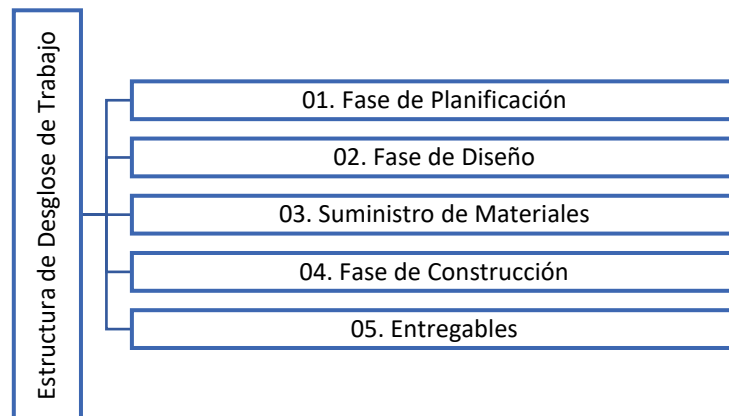 Estructura de Desglose de Trabajo
01. Fase de Planificación
02. Fase de Diseño
03. Suministro de Materiales
04. Fase de Construcción
05. Entregables